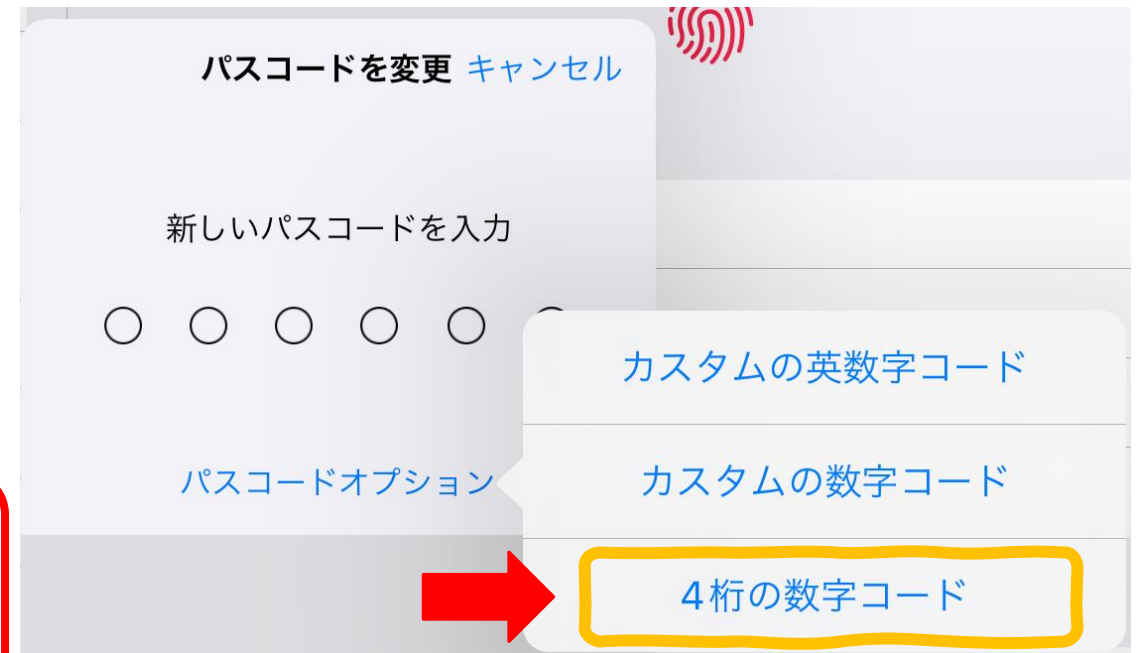 パスコードを変更 キャンセル
新しいパスコードを入力
カスタムの英数字コード
パスコードオプション
カスタムの数字コード
4桁の数字コード